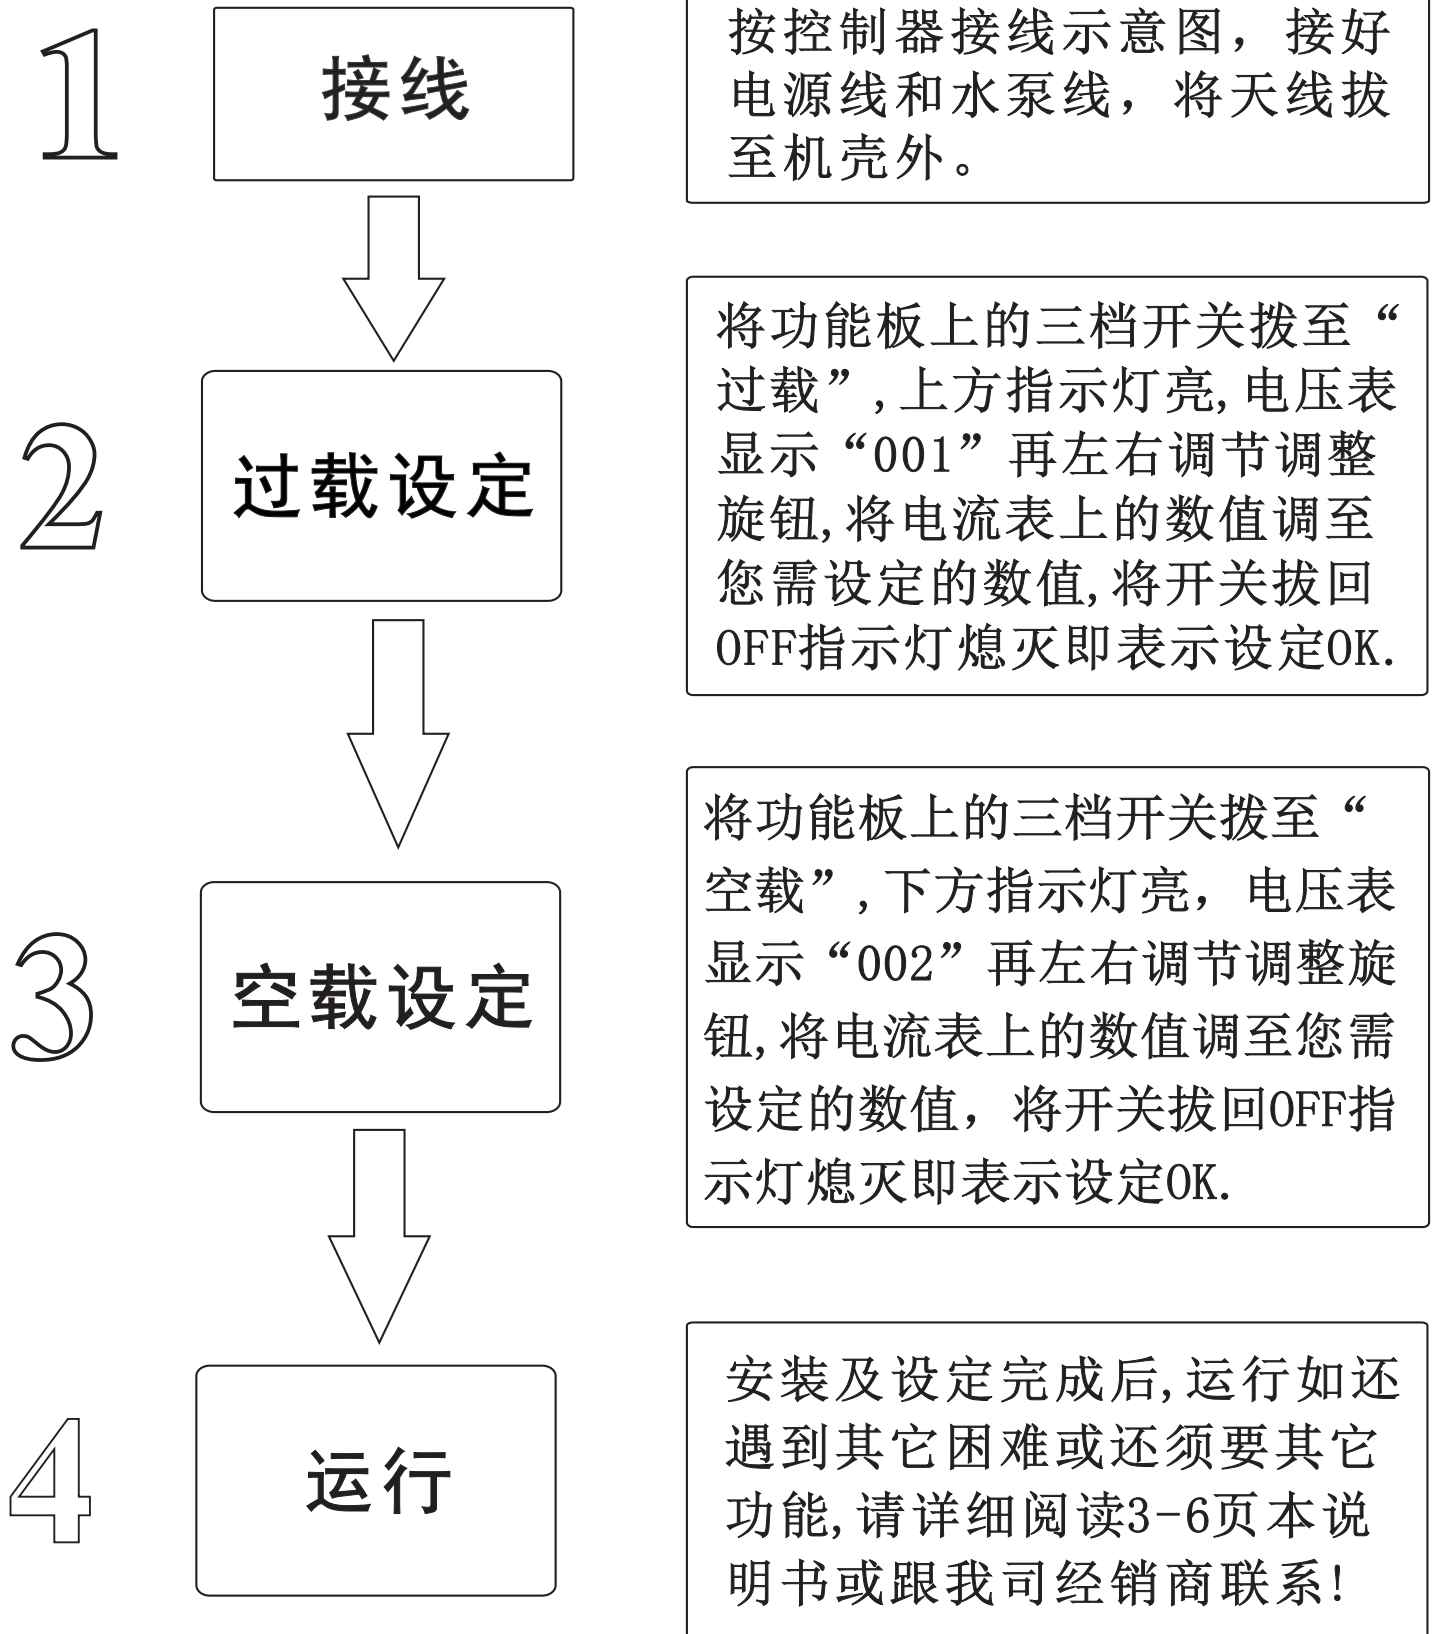 1
接线
按控制器接线示意图，接好
电源线和水泵线，将天线拔
至机壳外。
2
过载设定
将功能板上的三档开关拨至“
过载”,上方指示灯亮,电压表
显示“001”再左右调节调整
旋钮,将电流表上的数值调至
您需设定的数值,将开关拔回
OFF指示灯熄灭即表示设定OK.
3
空载设定
将功能板上的三档开关拨至“
空载”,下方指示灯亮，电压表
显示“002”再左右调节调整旋
钮,将电流表上的数值调至您需
设定的数值，将开关拔回OFF指
示灯熄灭即表示设定OK.
4
运行
安装及设定完成后,运行如还
遇到其它困难或还须要其它
功能,请详细阅读3-6页本说
明书或跟我司经销商联系!